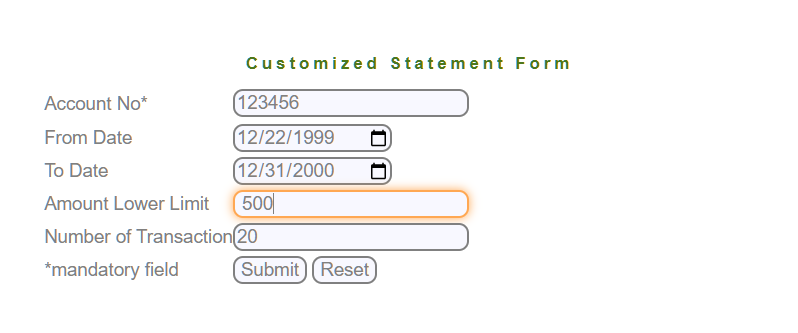 Customized Statement Form
Account No* 123456
From Date 12/22/1999
To Date 12/31/2000
Amount Lower Limit 500
Number of Transaction 20
*mandatory field Submit Reset